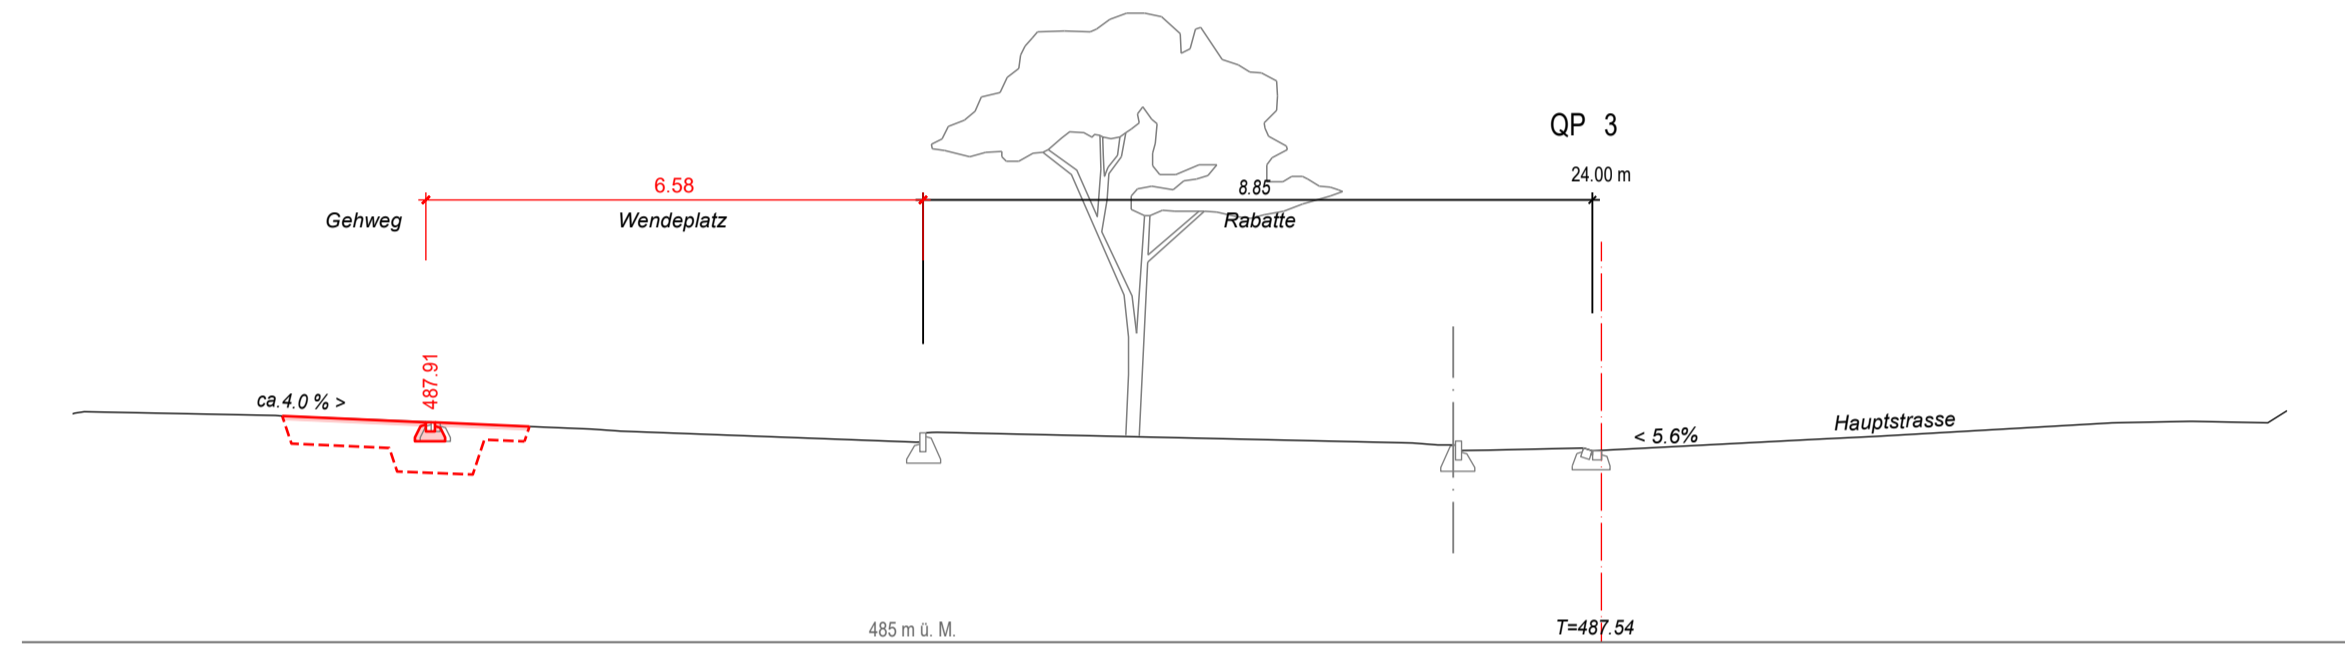 QP 3
24.00 m
6.58
8.85
Gehweg
Wendeplatz
Rabatte
487.91
ca.4.0 % >
Hauptstrasse
< 5.6%
485 m ü. M.
T=487.54